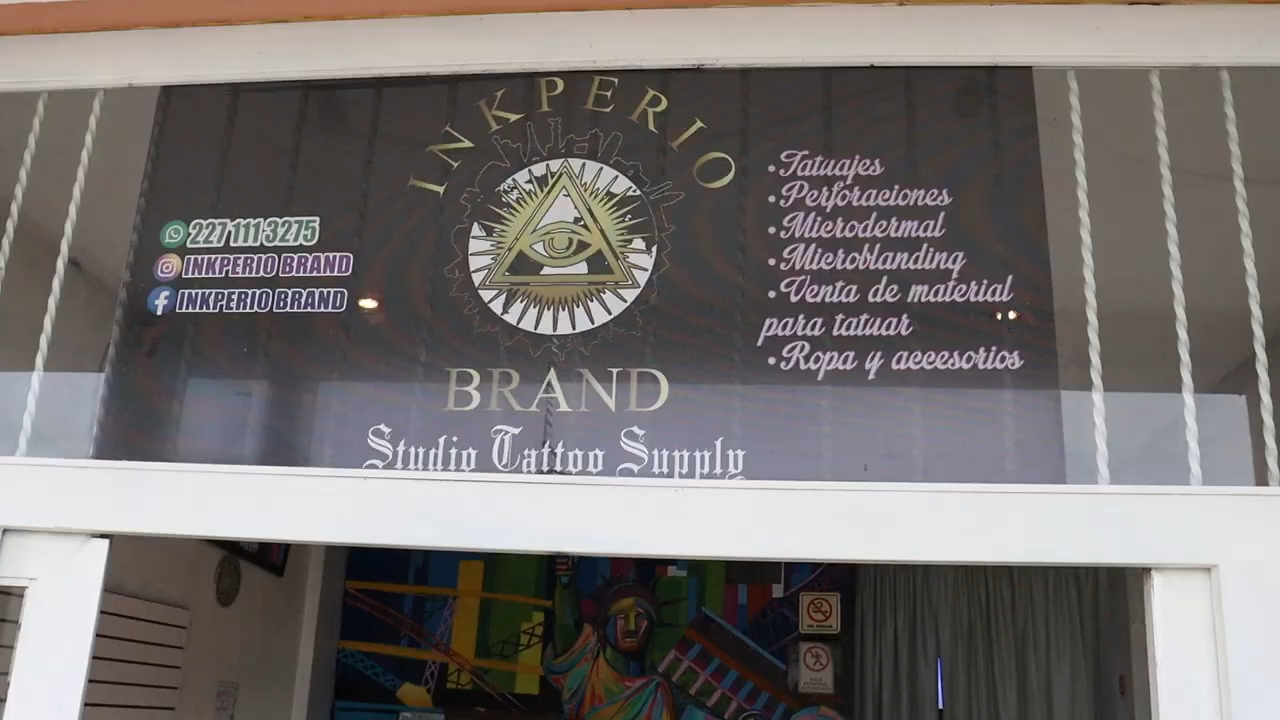 INKPERIO
BRAND
Studio Tattoo Supply
227 111 3275
INKPERIO BRAND
INKPERIO BRAND
•Tatuajes
•Perforaciones
•Microdermal
•Microblanding
•Venta de material
para tatuar
•Ropa y accesorios